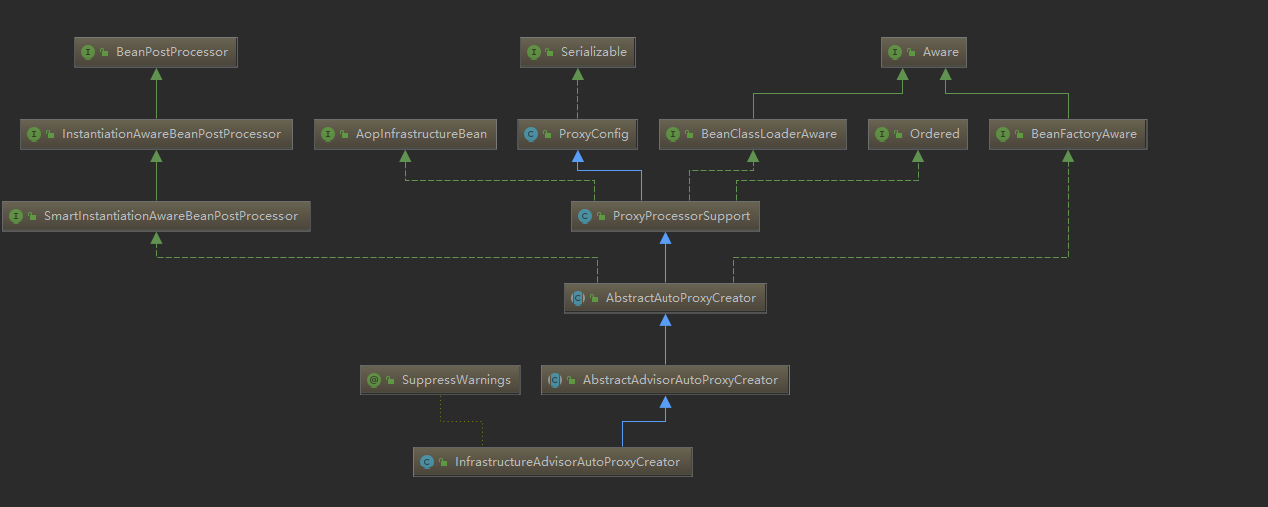 BeanPostProcessor
Serializable
Aware
InstantiationAwareBeanPostProcessor
AopInfrastructureBean
ProxyConfig
BeanClassLoaderAware
Ordered
BeanFactoryAware
SmartInstantiationAwareBeanPostProcessor
ProxyProcessorSupport
AbstractAutoProxyCreator
SuppressWarnings
AbstractAdvisorAutoProxyCreator
InfrastructureAdvisorAutoProxyCreator